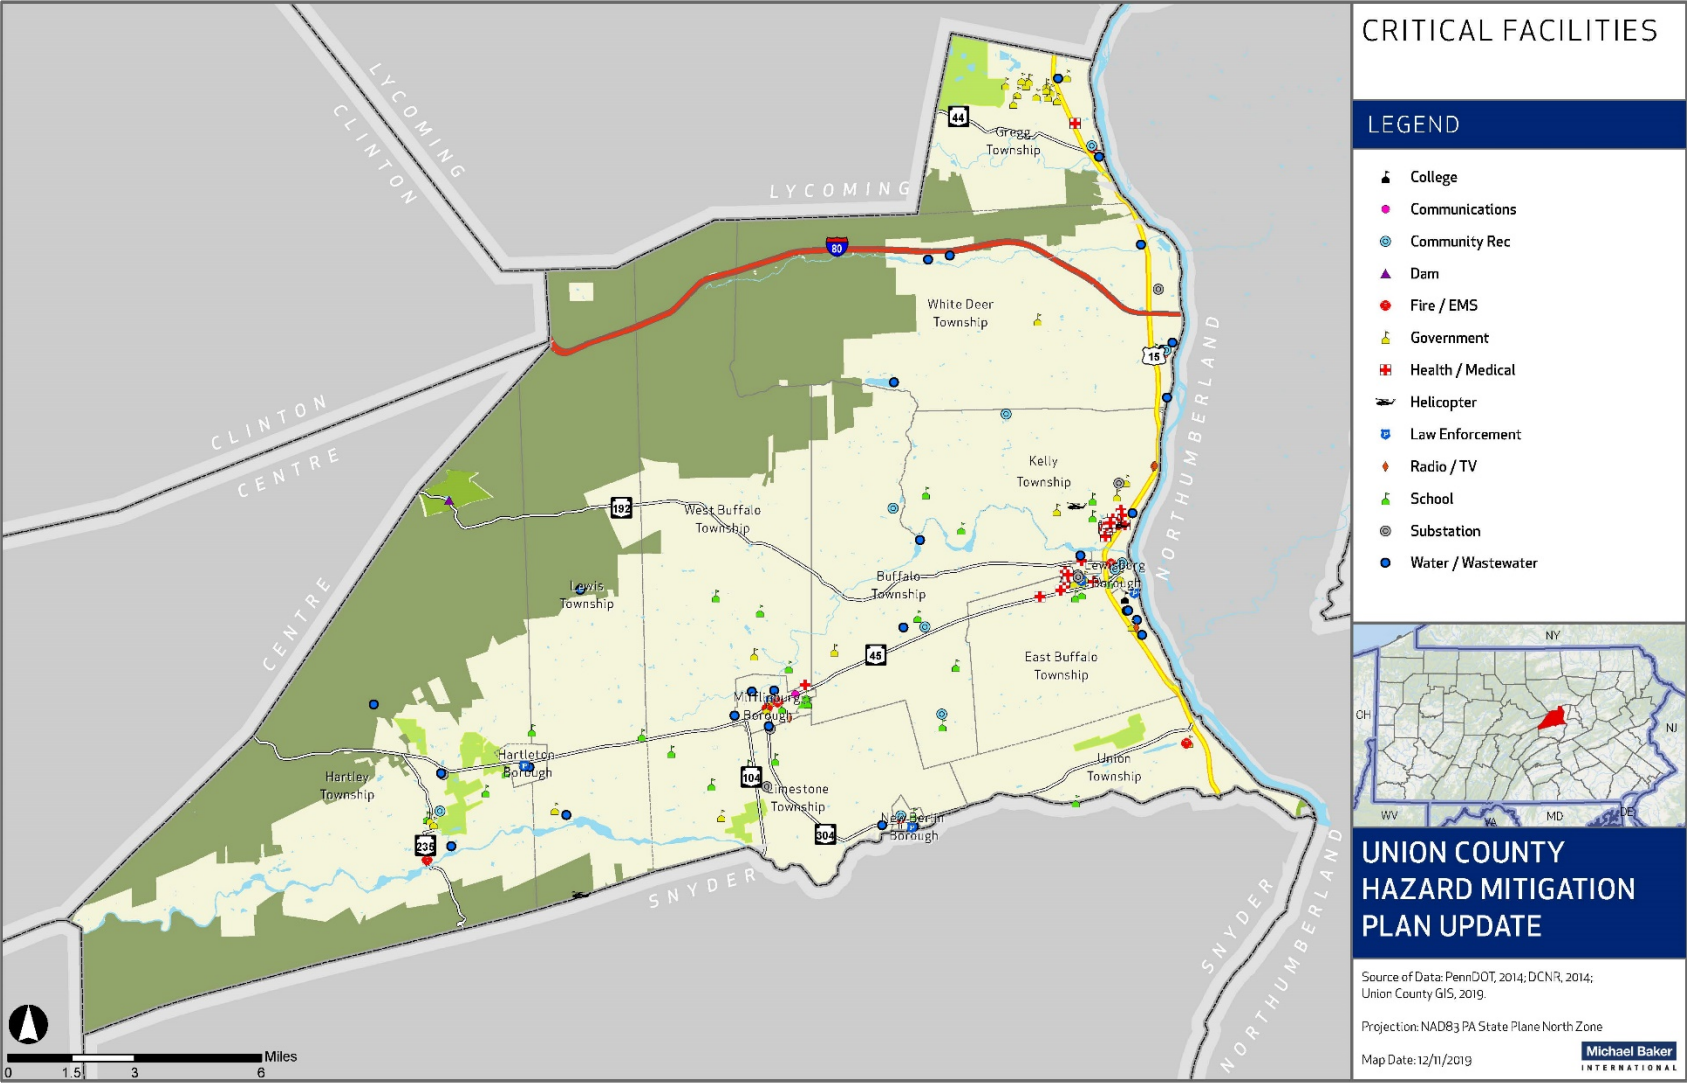 CRITICAL FACILITIES
LEGEND
College
Communications
Community Rec
Dam
Fire / EMS
Government
Health / Medical
Helicopter
Law Enforcement
Radio / TV
School
Substation
Water / Wastewater
NY
OH
NJ
WV
VA
MD
DE
UNION COUNTY
HAZARD MITIGATION
PLAN UPDATE
Source of Data: PennDOT, 2014; DCNR, 2014;
Union County GIS, 2019.
Projection: NAD83 PA State Plane North Zone
Map Date: 12/11/2019
Michael Baker
INTERNATIONAL
LYCOMING
CLINTON
LYCOMING
44
Gregg
Township
80
White Deer
Township
15
NORTHUMBERLAND
CLINTON
CENTRE
Kelly
Township
192
West Buffalo
Township
Lewisburg
Borough
Buffalo
Township
Lewis
Township
CENTRE
45
East Buffalo
Township
Mifflinburg
Borough
Hartleton
Borough
Union
Township
Hartley
Township
104
Limestone
Township
304
New Berlin
Borough
235
SNYDER
SNYDER
NORTHUMBERLAND
Miles
0 1.5 3 6